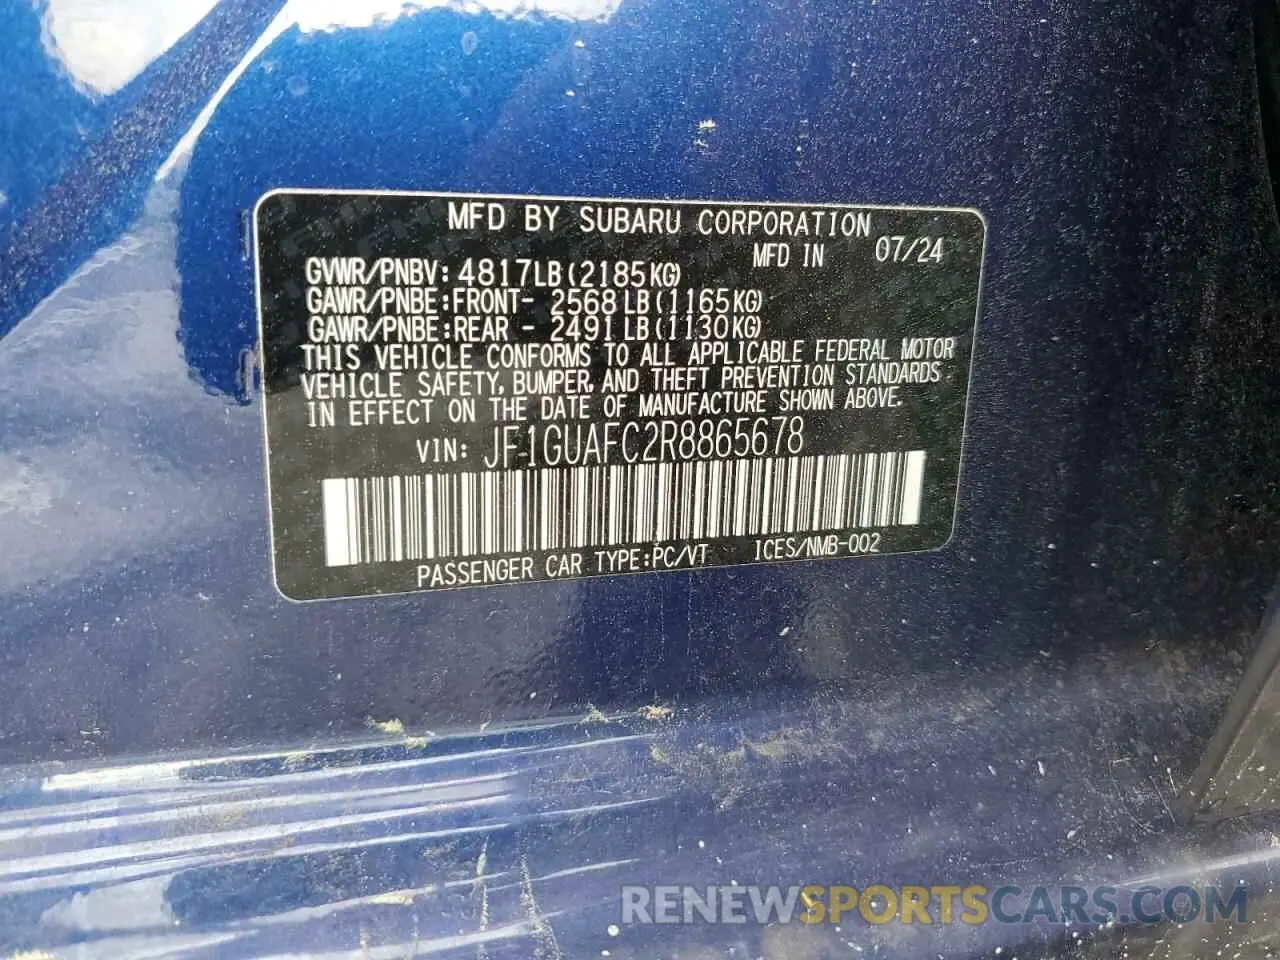 MFD BY SUBARU CORPORATION
MFD IN 07/24
GVWR/PNBV: 4817LB(2185KG)
GAWR/PNBE:FRONT- 2568LB(1165KG)
GAWR/PNBE:REAR - 2491LB(1130KG)
THIS VEHICLE CONFORMS TO ALL APPLICABLE FEDERAL MOTOR
VEHICLE SAFETY, BUMPER, AND THEFT PREVENTION STANDARDS
IN EFFECT ON THE DATE OF MANUFACTURE SHOWN ABOVE.
VIN: JF1GUAFC2R8865678
PASSENGER CAR TYPE:PC/VT ICES/NMB-002
RENEWSPORTSCARS.COM